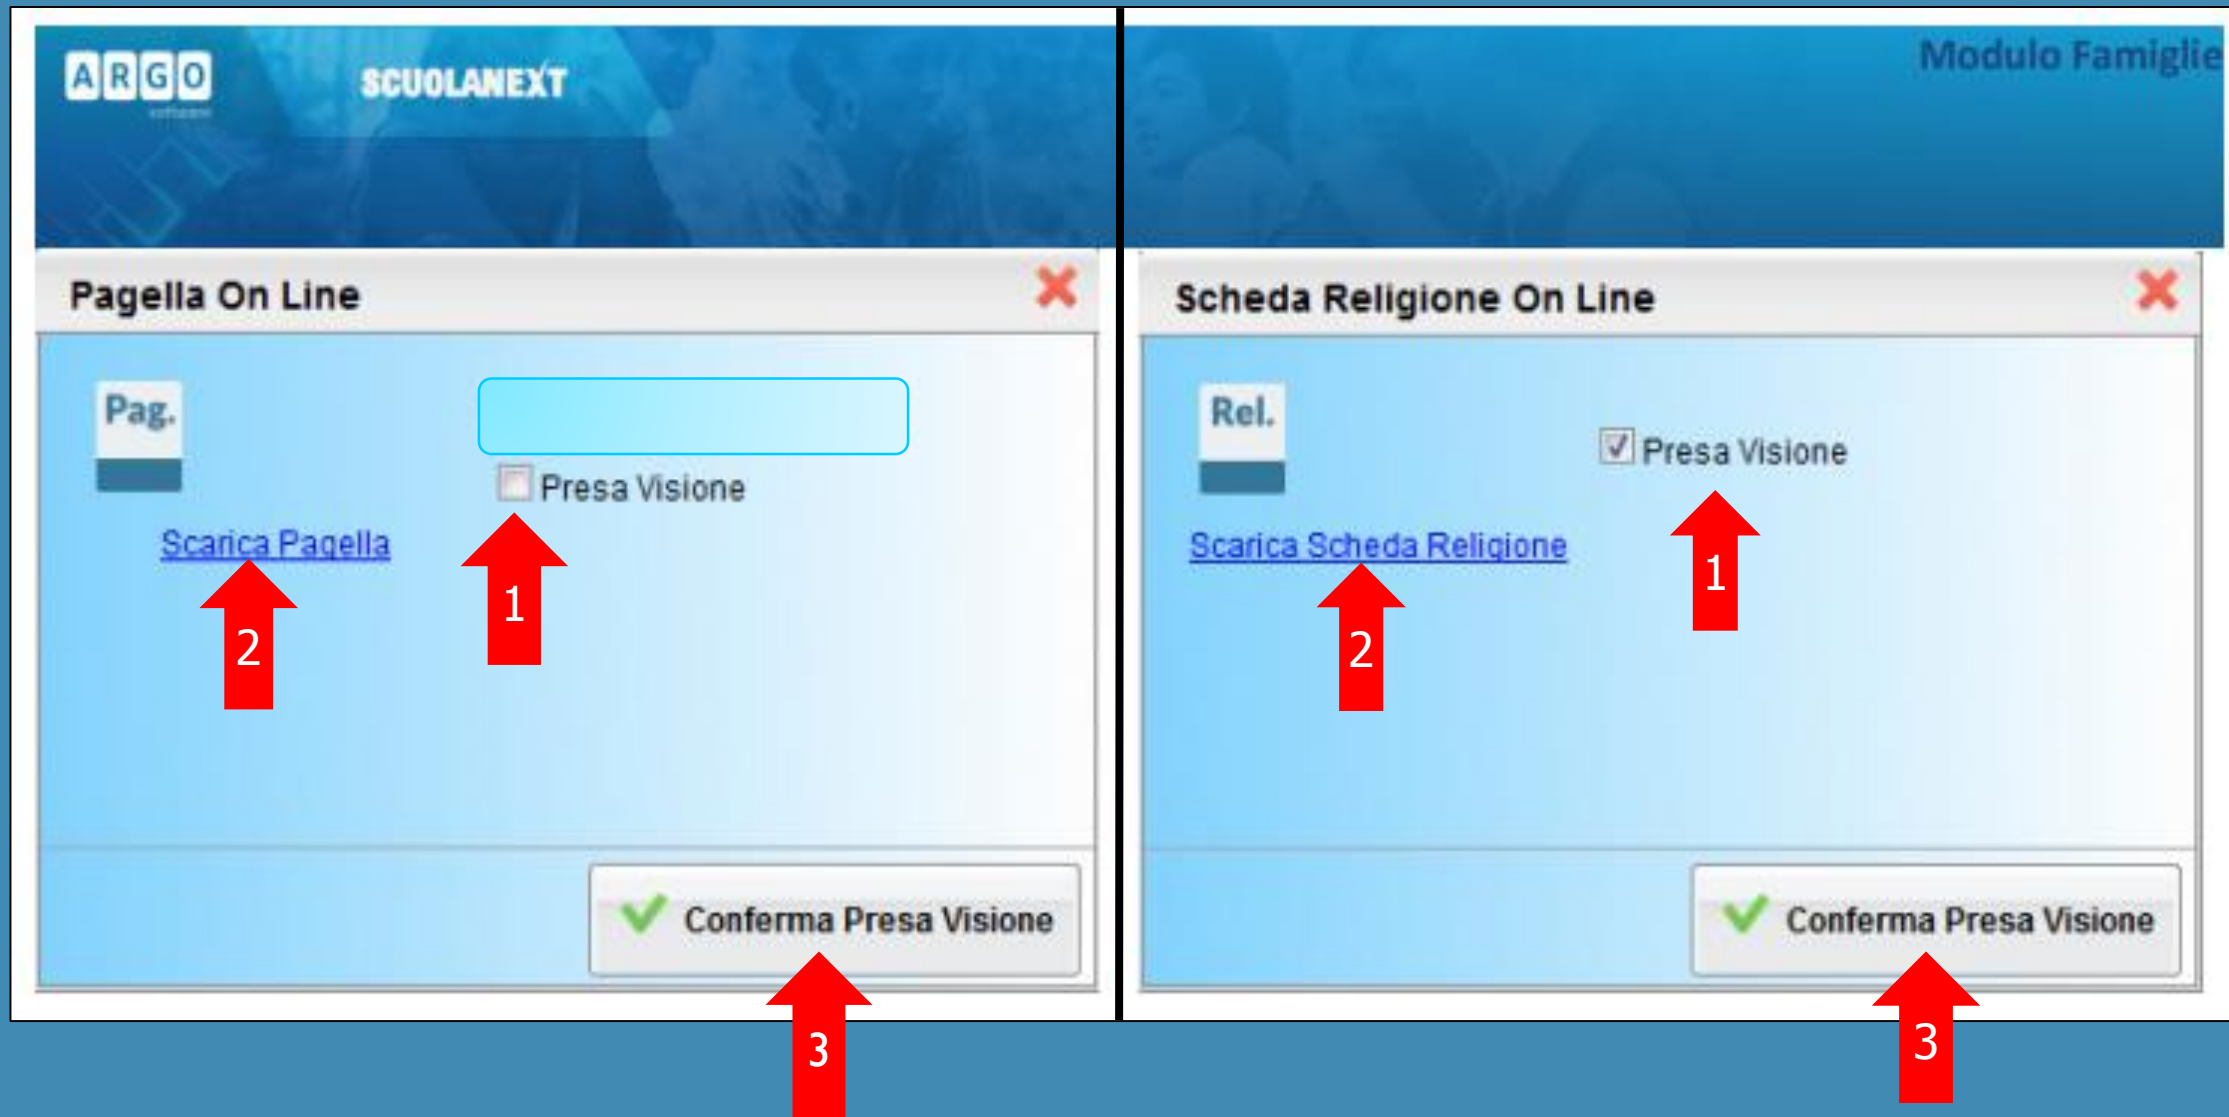 ARGO
software
SCUOLANEXT
Modulo Famiglie
Pagella On Line
Pag.
Presa Visione
Scarica Pagella
1
2
Conferma Presa Visione
3
Scheda Religione On Line
Rel.
Presa Visione
Scarica Scheda Religione
1
2
Conferma Presa Visione
3